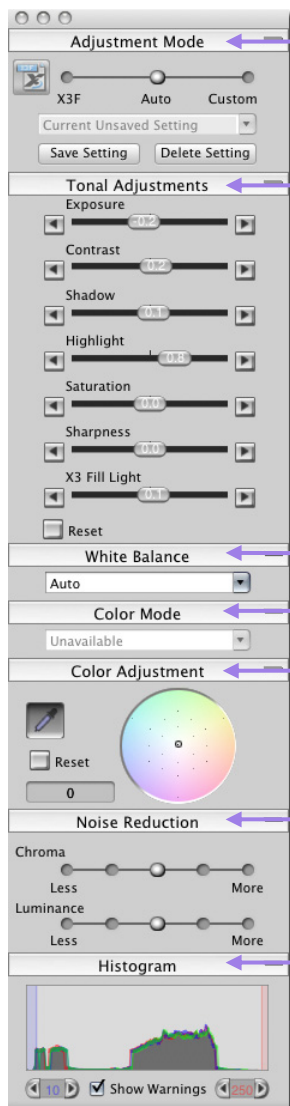 Adjustment Mode
X3F Auto Custom
Current Unsaved Setting
Save Setting Delete Setting
Tonal Adjustments
Exposure
-0.2
Contrast
0.2
Shadow
0.1
Highlight
0.8
Saturation
0.0
Sharpness
0.0
X3 Fill Light
0.1
Reset
White Balance
Auto
Color Mode
Unavailable
Color Adjustment
Reset
0
Noise Reduction
Chroma
Less More
Luminance
Less More
Histogram
10 Show Warnings 250